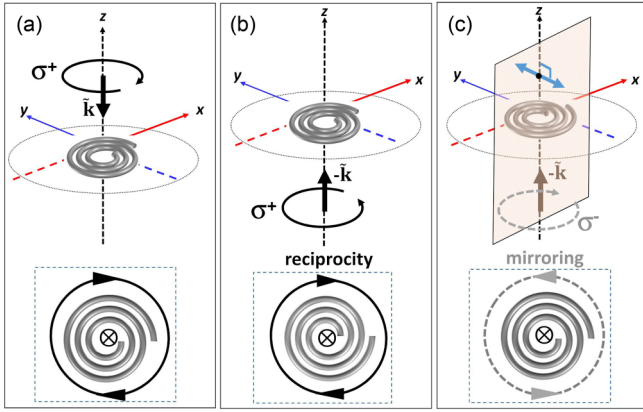 (a)
z
σ⁺
k̃
y
x
(b)
z
y
x
-k̃
σ⁺
reciprocity
(c)
z
y
x
-k̃
σ⁻
mirroring